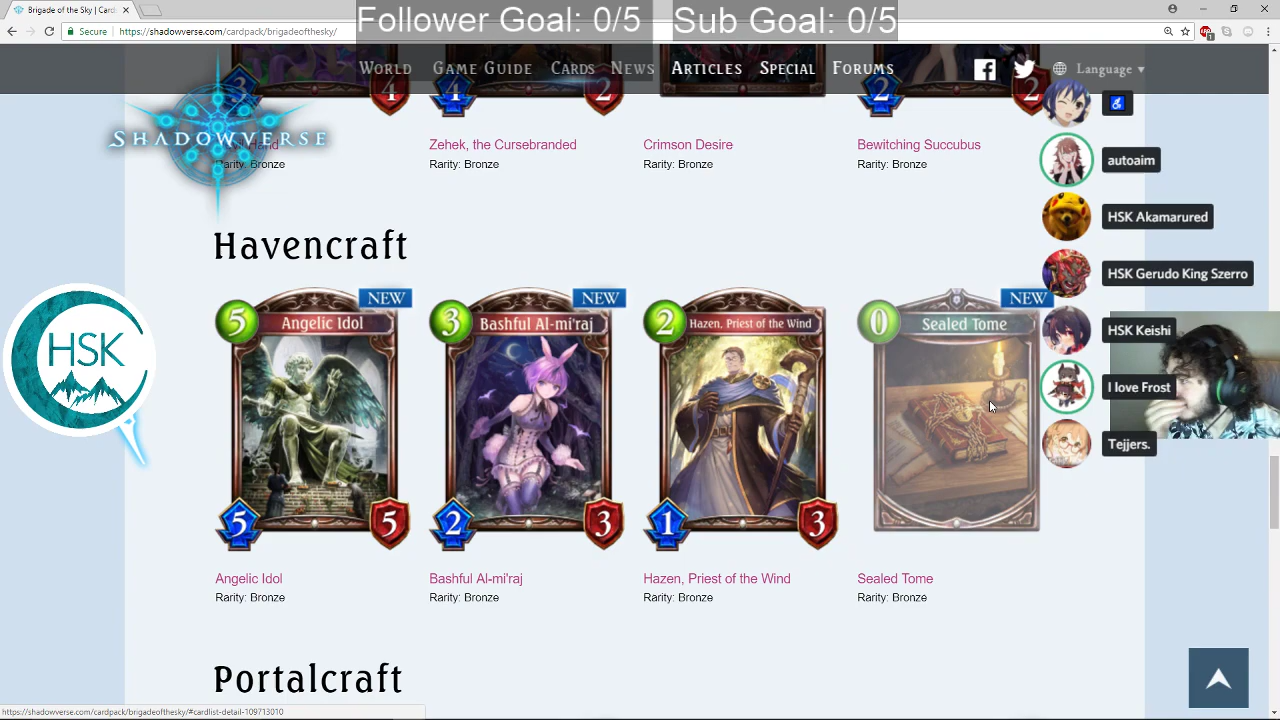 Brigade of the Sky | Card
Follower Goal: 0/5 Sub Goal: 0/5
Secure https://shadowverse.com/cardpack/brigadeofthesky/
World Game Guide Cards News Articles Special Forums Language
SHADOWVERSE
3 4 4 2 2 2
Zehek, the Cursebranded Crimson Desire Bewitching Succubus
Rarity: Bronze Rarity: Bronze Rarity: Bronze Rarity: Bronze
autoaim
HSK Akamarured
Havencraft
HSK Gerudo King Szerro
NEW NEW NEW
5 Angelic Idol 3 Bashful Al-mi'raj 2 Hazen, Priest of the Wind 0 Sealed Tome
HSK Keishi
HSK
I love Frost
Tejjers.
5 5 2 3 1 3
Angelic Idol Bashful Al-mi'raj Hazen, Priest of the Wind Sealed Tome
Rarity: Bronze Rarity: Bronze Rarity: Bronze Rarity: Bronze
Portalcraft
https://shadowverse.com/cardpack/brigadeofthesky/#cardlist-detail-109713010